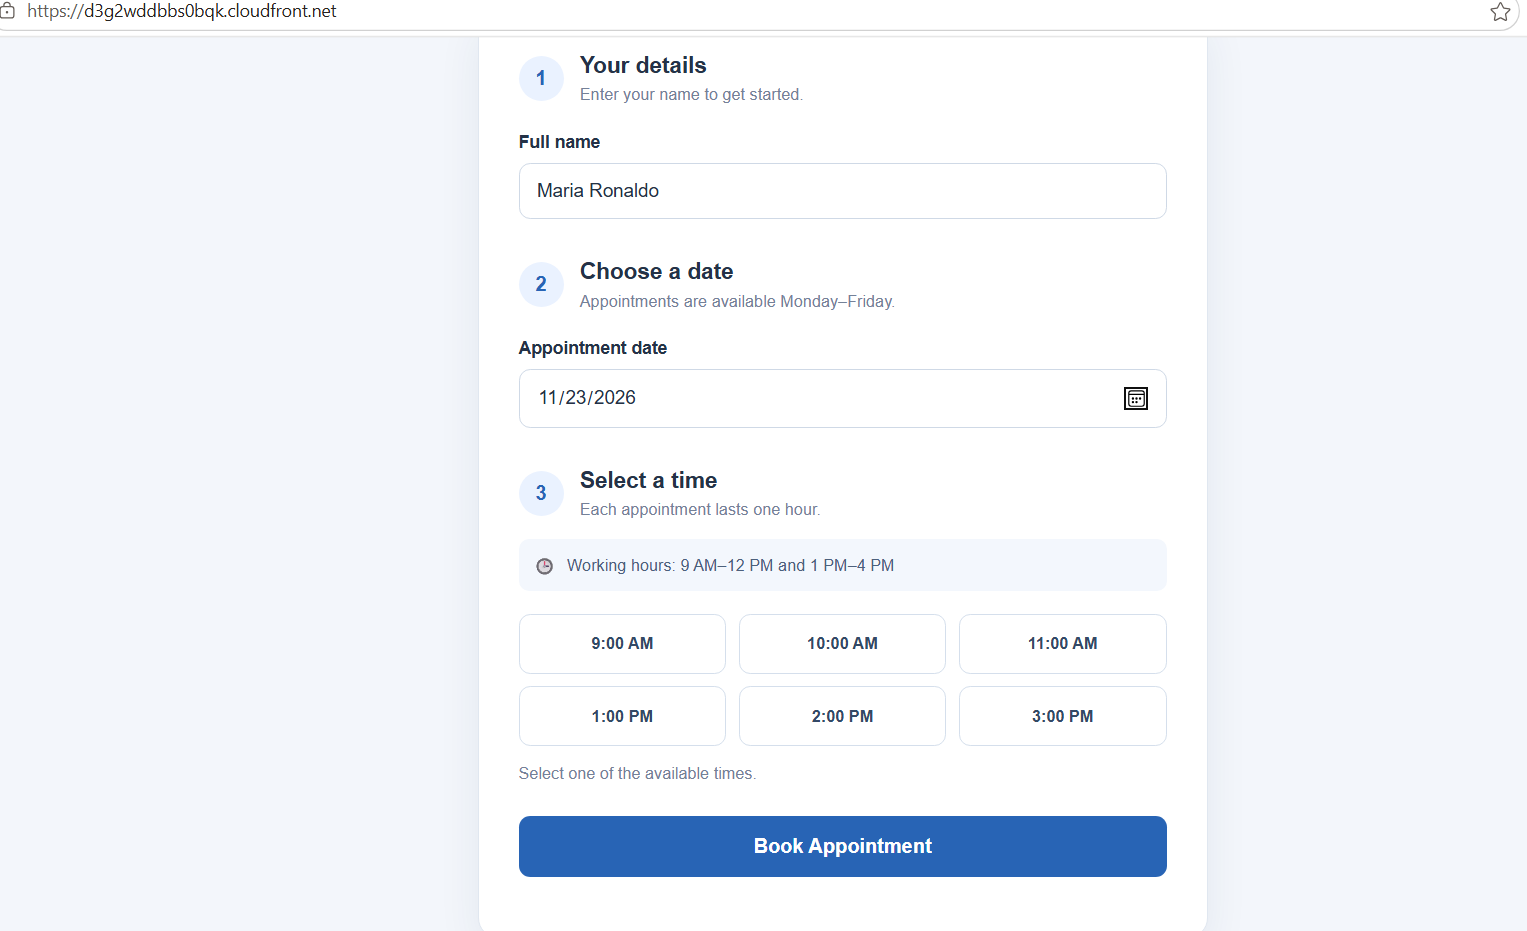 https://d3g2wddbbs0bqk.cloudfront.net
1
Your details
Enter your name to get started.
Full name
Maria Ronaldo
2
Choose a date
Appointments are available Monday–Friday.
Appointment date
11/23/2026
3
Select a time
Each appointment lasts one hour.
Working hours: 9 AM–12 PM and 1 PM–4 PM
9:00 AM 10:00 AM 11:00 AM
1:00 PM 2:00 PM 3:00 PM
Select one of the available times.
Book Appointment